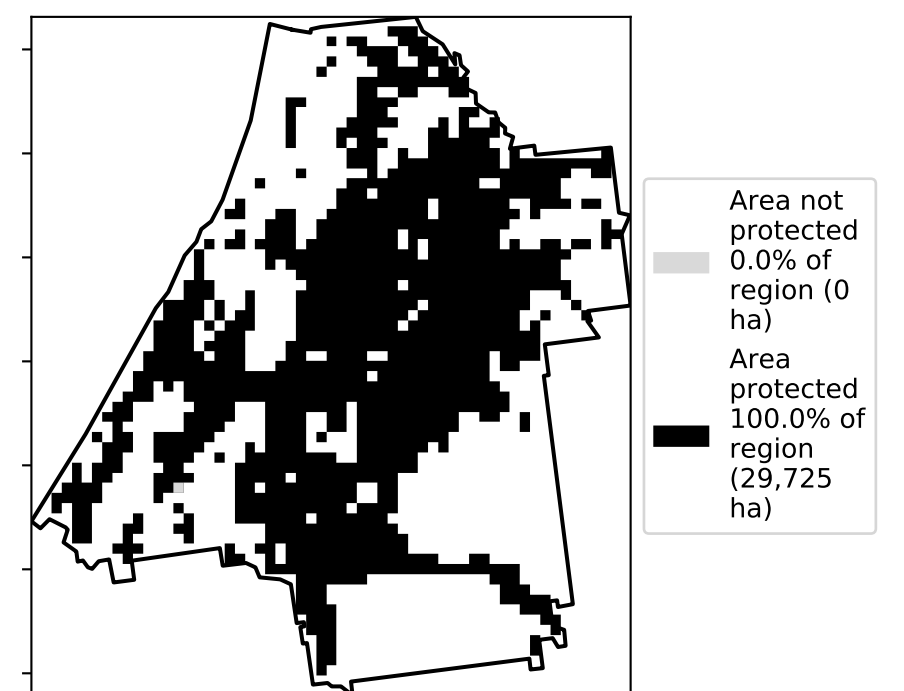 Area not
protected
0.0% of
region (0
ha)
Area
protected
100.0% of
region
(29,725
ha)